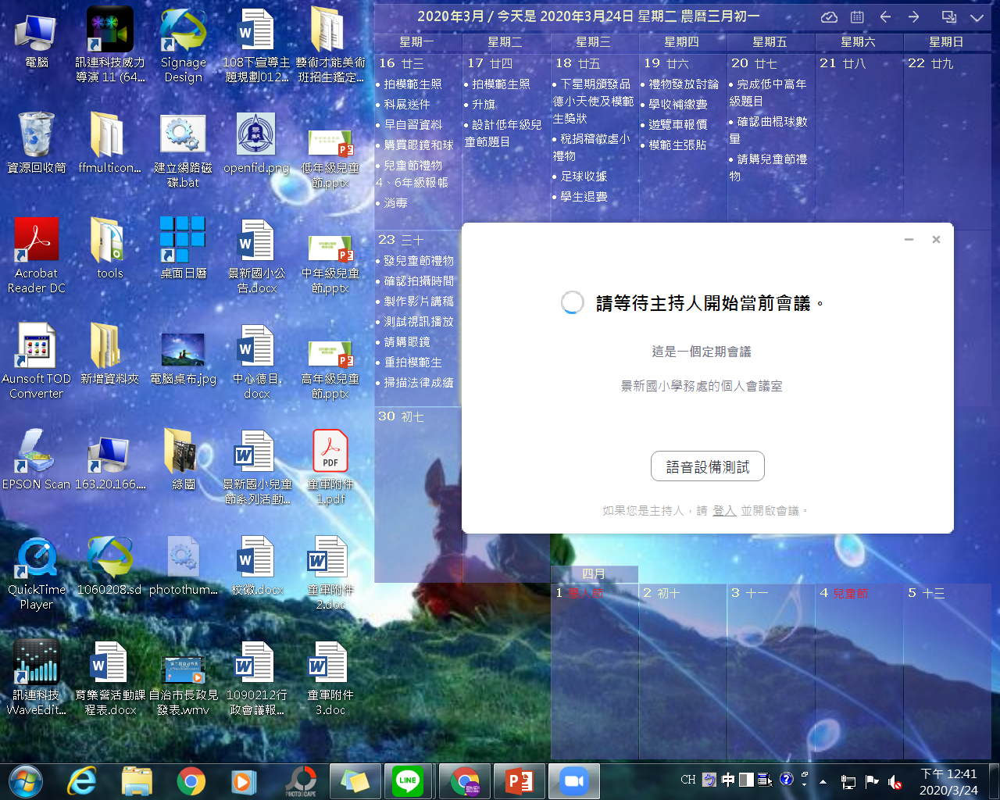 電腦
訊連科技威力
導演 11 (64...
Signage
Design
108下宣導主
題規劃012...
藝術才能美術
班招生鑑定...
資源回收筒
ffmulticon...
建立網路磁
碟.bat
openfid.png
低年級兒童
節.pptx
Acrobat
Reader DC
tools
桌面日曆
景新國小公
告.docx
中年級兒童
節.pptx
Aunsoft TOD
Converter
新增資料夾
電腦桌布.jpg
中心德目.
docx
高年級兒童
節.pptx
EPSON Scan
163.20.166....
綠園
景新國小兒童
節系列活動...
童軍附件
1.pdf
QuickTime
Player
1060208.sd
photothum...
校徽.docx
童軍附件
2.doc
訊連科技
WaveEdit...
育樂營活動課
程表.docx
自治市長政見
發表.wmv
1090212行
政會議報...
童軍附件
3.doc
2020年3月 / 今天是 2020年3月24日 星期二 農曆三月初一
星期一 星期二 星期三 星期四 星期五 星期六 星期日
16 廿三
• 拍模範生照
• 科展送件
• 早自習資料
• 購買眼鏡和球
• 兒童節禮物
4、6年級報帳
• 消毒
17 廿四
• 拍模範生照
• 升旗
• 設計低年級兒
童節題目
18 廿五
• 下星期頒發品
德小天使及模範
生獎狀
• 稅捐稽徵處小
禮物
• 足球收據
• 學生退費
19 廿六
• 禮物發放討論
• 學收補繳費
• 遊覽車報價
• 模範生張貼
20 廿七
• 完成低中高年
級題目
• 確認曲棍球數
量
• 請購兒童節禮
物
21 廿八
22 廿九
23 三十
• 發兒童節禮物
• 確認拍攝時間
• 製作影片講稿
• 測試視訊播放
• 請購眼鏡
• 重拍模範生
• 掃描法律成績
30 初七
四月
1 愚人節
2 初十
3 十一
4 兒童節
5 十三
請等待主持人開始當前會議。
這是一個定期會議
景新國小學務處的個人會議室
語音設備測試
如果您是主持人，請 登入 並開啟會議。
PDF
PHOTOSCAPE
LINE
CH
中
下午 12:41
2020/3/24